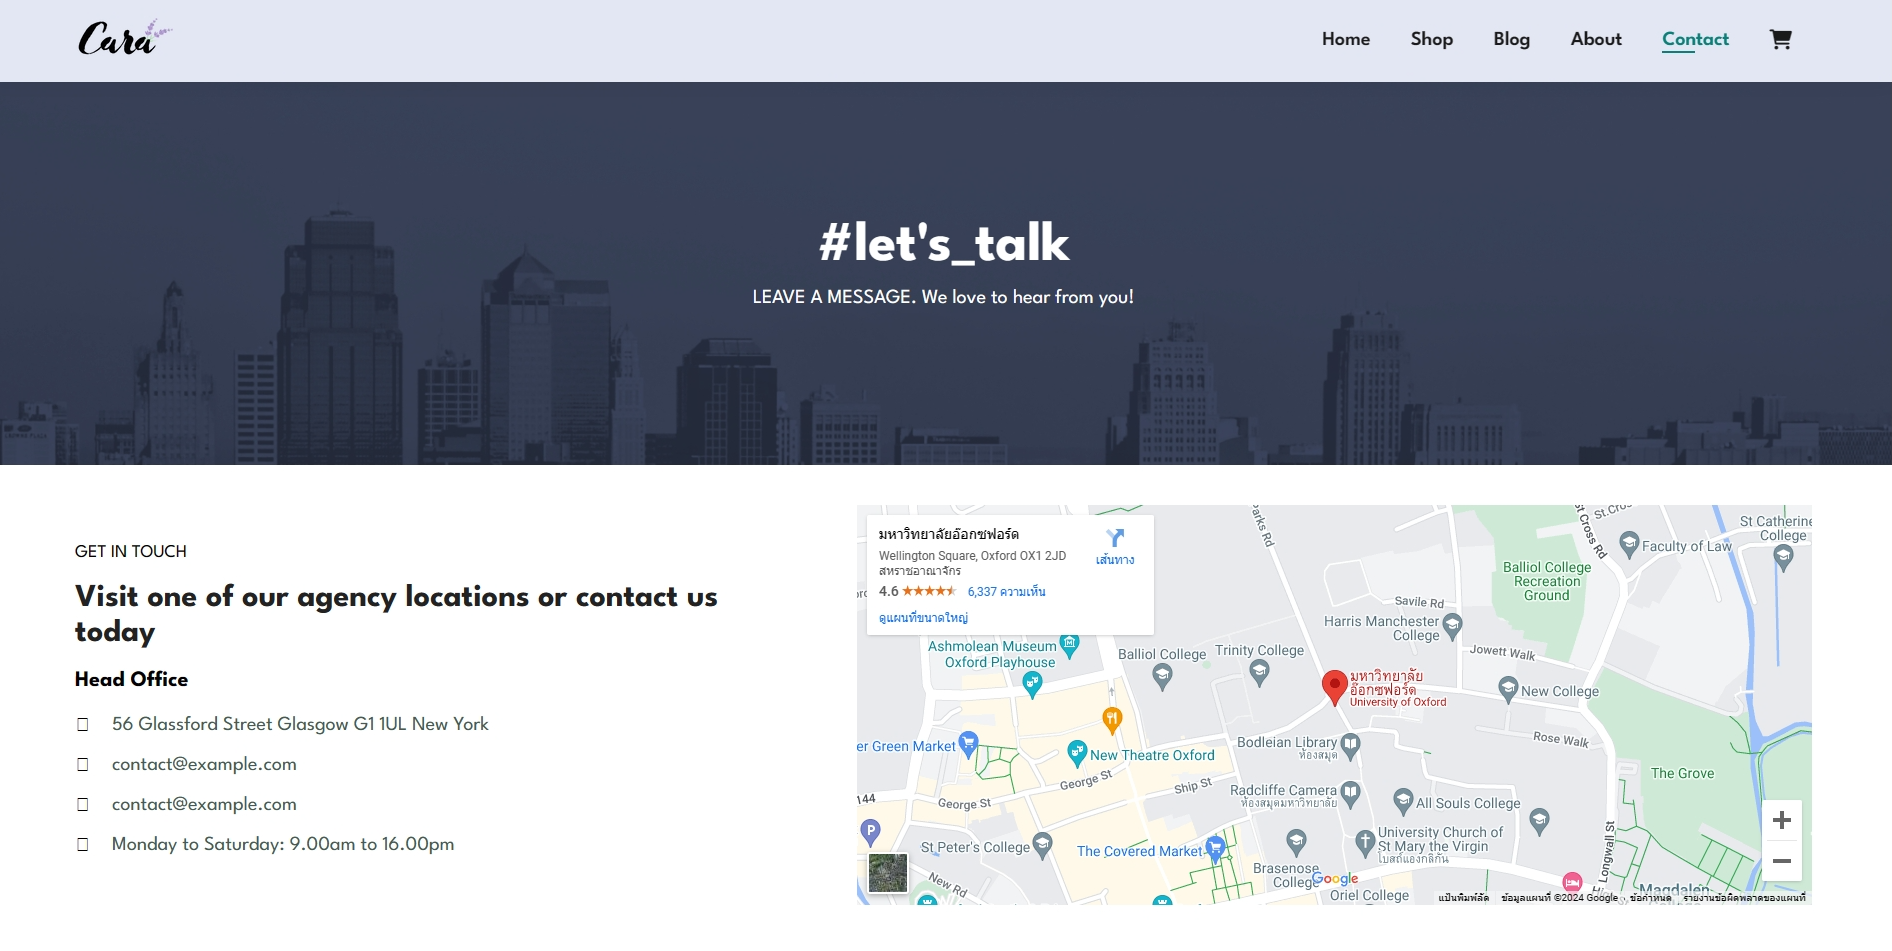 Cara
Home
Shop
Blog
About
Contact
#let's_talk
LEAVE A MESSAGE. We love to hear from you!
GET IN TOUCH
Visit one of our agency locations or contact us
today
Head Office
56 Glassford Street Glasgow G1 1UL New York
contact@example.com
contact@example.com
Monday to Saturday: 9.00am to 16.00pm
มหาวิทยาลัยอ๊อกซฟอร์ด
Wellington Square, Oxford OX1 2JD
สหราชอาณาจักร
4.6
6,337 ความเห็น
ดูแผนที่ขนาดใหญ่
เส้นทาง
Parks Rd
St Cross Rd
St Catherine
College
Faculty of Law
Balliol College
Recreation
Ground
Savile Rd
Harris Manchester
College
Jowett Walk
Ashmolean Museum
Oxford Playhouse
Balliol College
Trinity College
มหาวิทยาลัย
อ๊อกซฟอร์ด
University of Oxford
New College
Rose Walk
er Green Market
New Theatre Oxford
Bodleian Library
ห้องสมุด
George St
Ship St
The Grove
Radcliffe Camera
ห้องสมุดมหาวิทยาลัย
All Souls College
A144
George St
P
St Peter's College
The Covered Market
University Church of
St Mary the Virgin
โบสถ์แองกลิกัน
Longwall St
Brasenose
College
Google
New Rd
Oriel College
Magdalen
แป้นพิมพ์ลัด
ข้อมูลแผนที่ ©2024 Google
ข้อกำหนด
รายงานข้อผิดพลาดของแผนที่